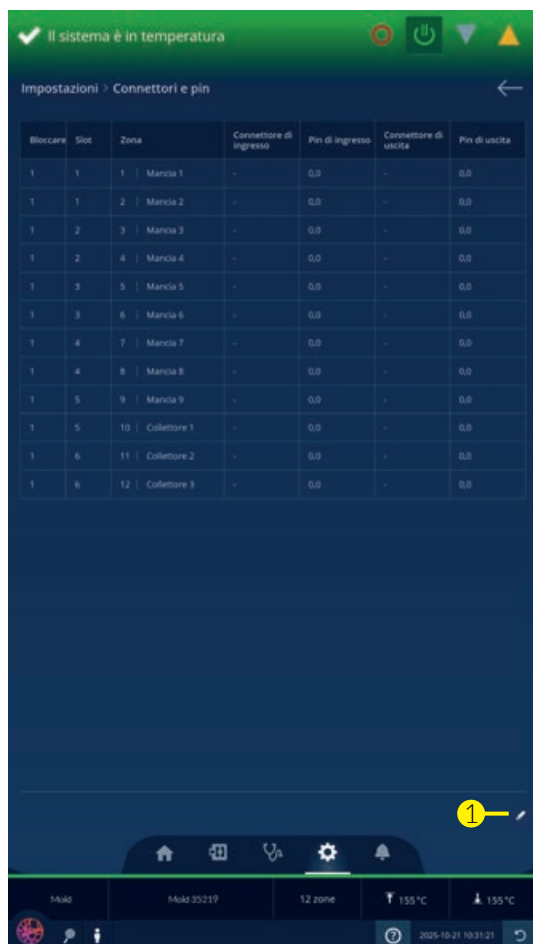 Il sistema è in temperatura
Impostazioni > Connettori e pin
Bloccare Slot Zona Connettore di ingresso Pin di ingresso Connettore di uscita Pin di uscita
1 1 1 | Mancia 1 - 0,0 - 0,0
1 1 2 | Mancia 2 - 0,0 - 0,0
1 2 3 | Mancia 3 - 0,0 - 0,0
1 2 4 | Mancia 4 - 0,0 - 0,0
1 3 5 | Mancia 5 - 0,0 - 0,0
1 3 6 | Mancia 6 - 0,0 - 0,0
1 4 7 | Mancia 7 - 0,0 - 0,0
1 4 8 | Mancia 8 - 0,0 - 0,0
1 5 9 | Mancia 9 - 0,0 - 0,0
1 5 10 | Collettore 1 - 0,0 - 0,0
1 6 11 | Collettore 2 - 0,0 - 0,0
1 6 12 | Collettore 3 - 0,0 - 0,0
1
Mold Mold 35219 12 zone 155°C 155°C
? 2025-10-21 10:31:21